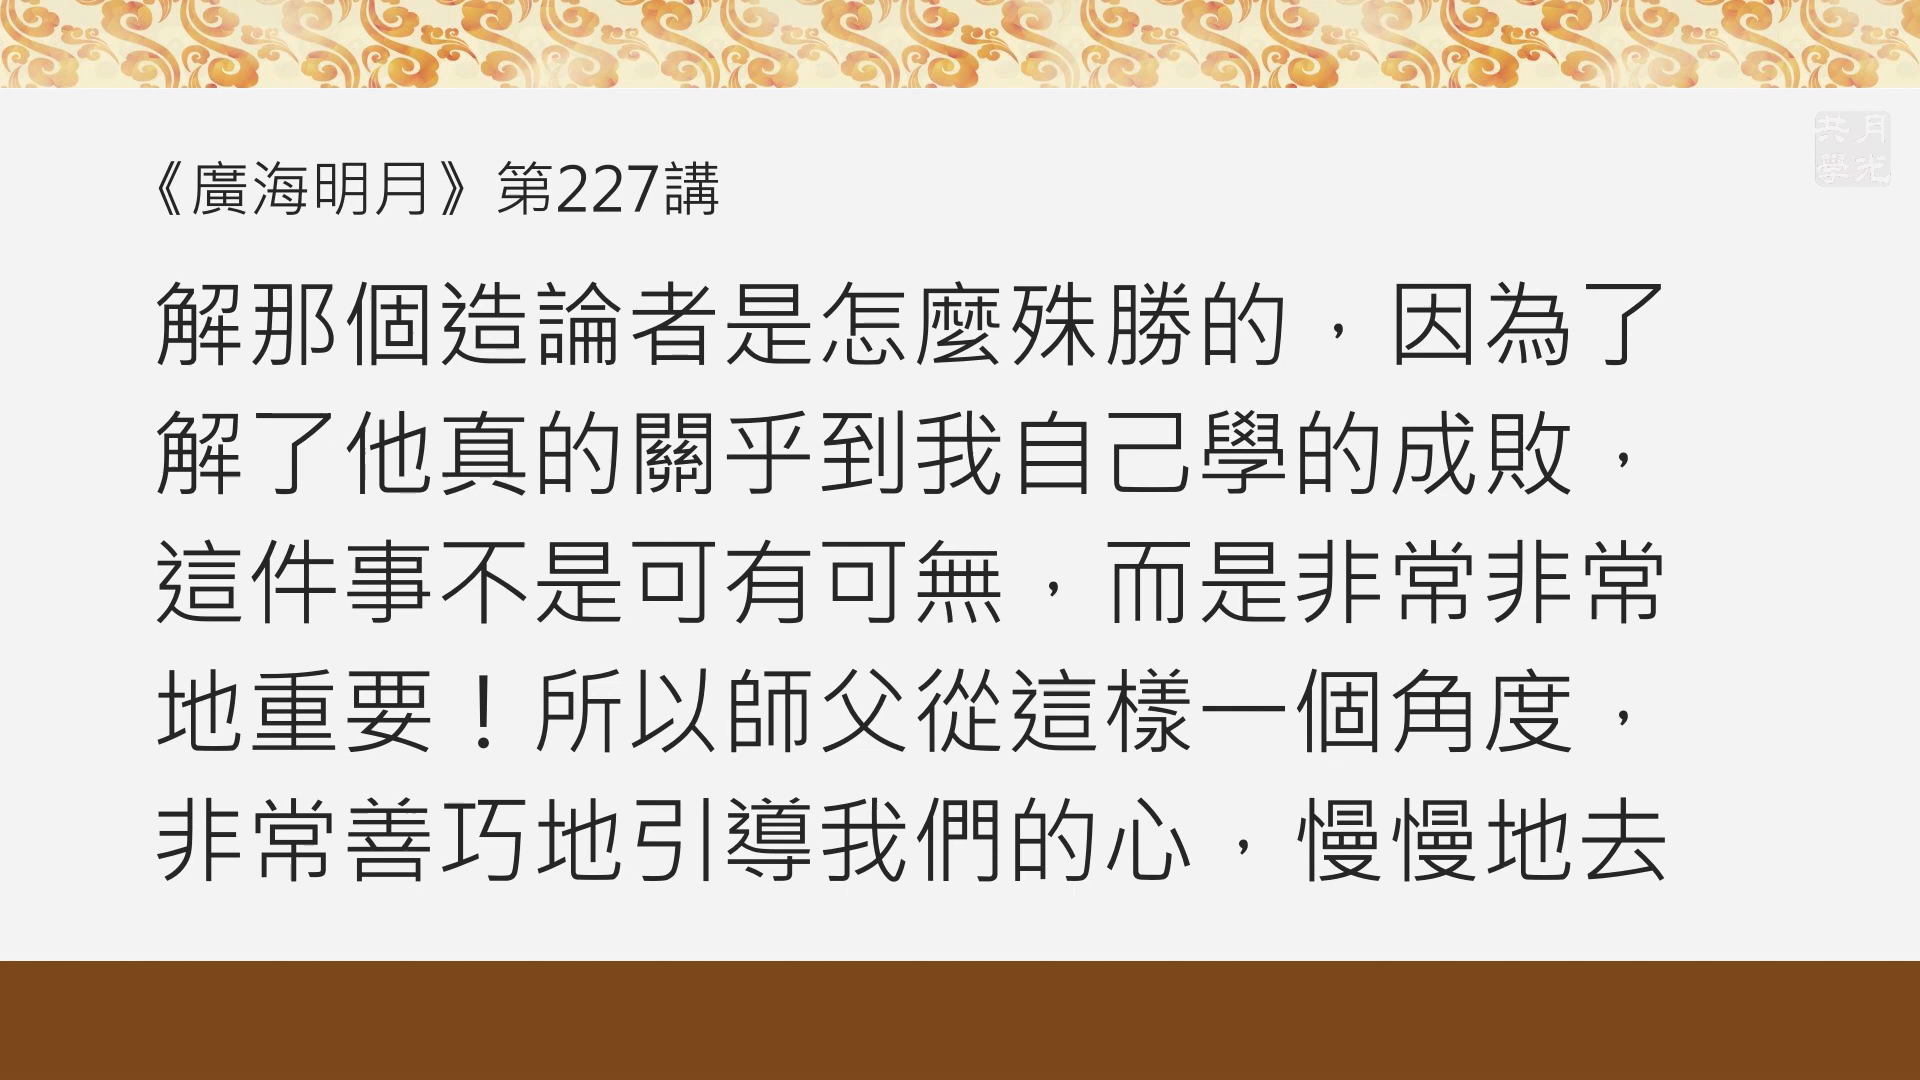 《廣海明月》第227講
月光
共學
解那個造論者是怎麼殊勝的，因為了
解了他真的關乎到我自己學的成敗，
這件事不是可有可無，而是非常非常
地重要！所以師父從這樣一個角度，
非常善巧地引導我們的心，慢慢地去